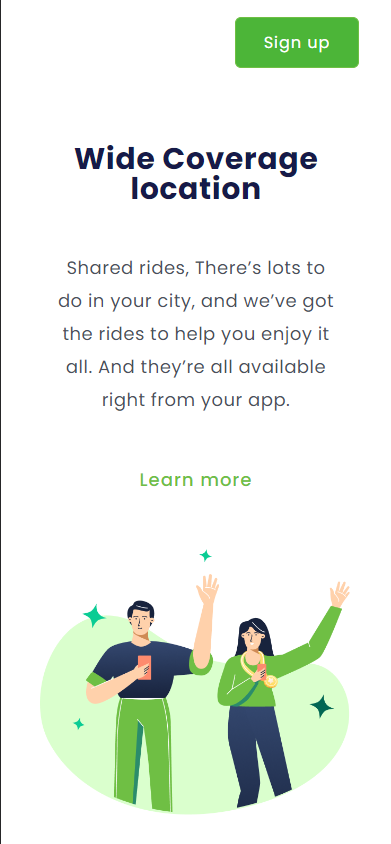 Sign up
Wide Coverage
location
Shared rides, There’s lots to
do in your city, and we’ve got
the rides to help you enjoy it
all. And they’re all available
right from your app.
Learn more